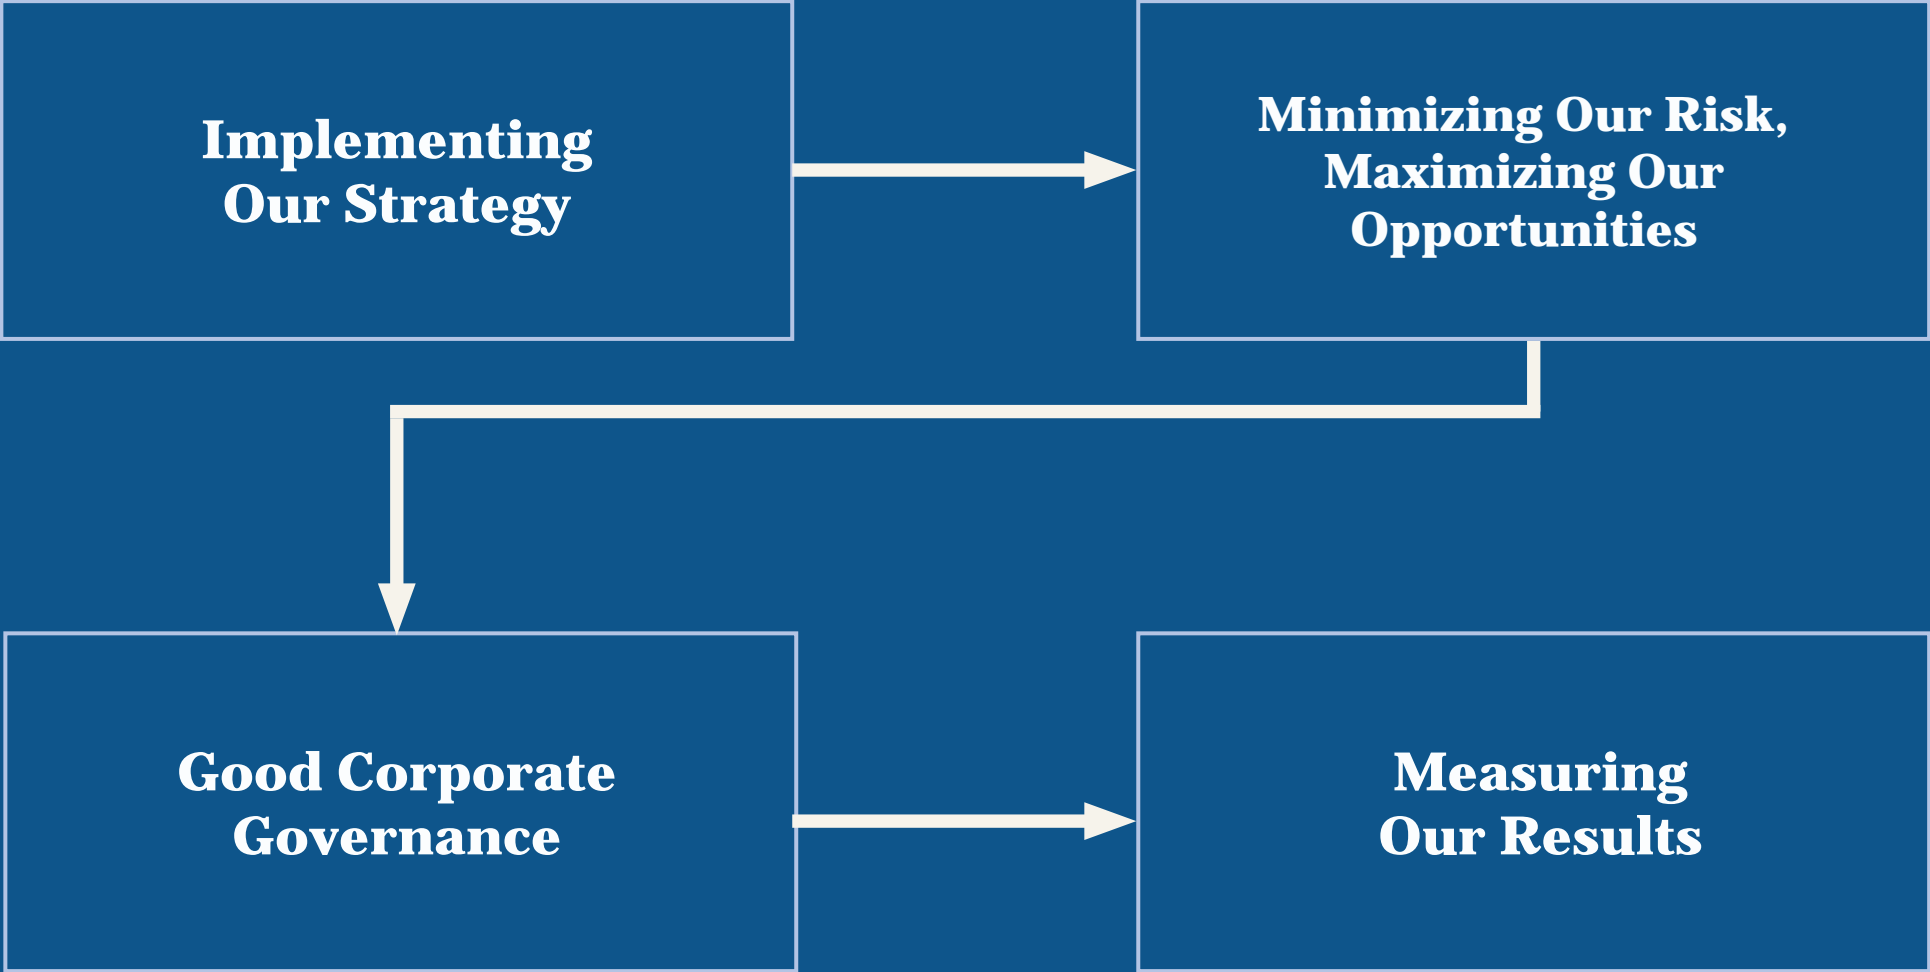 Implementing
Our Strategy
Minimizing Our Risk,
Maximizing Our
Opportunities
Good Corporate
Governance
Measuring
Our Results